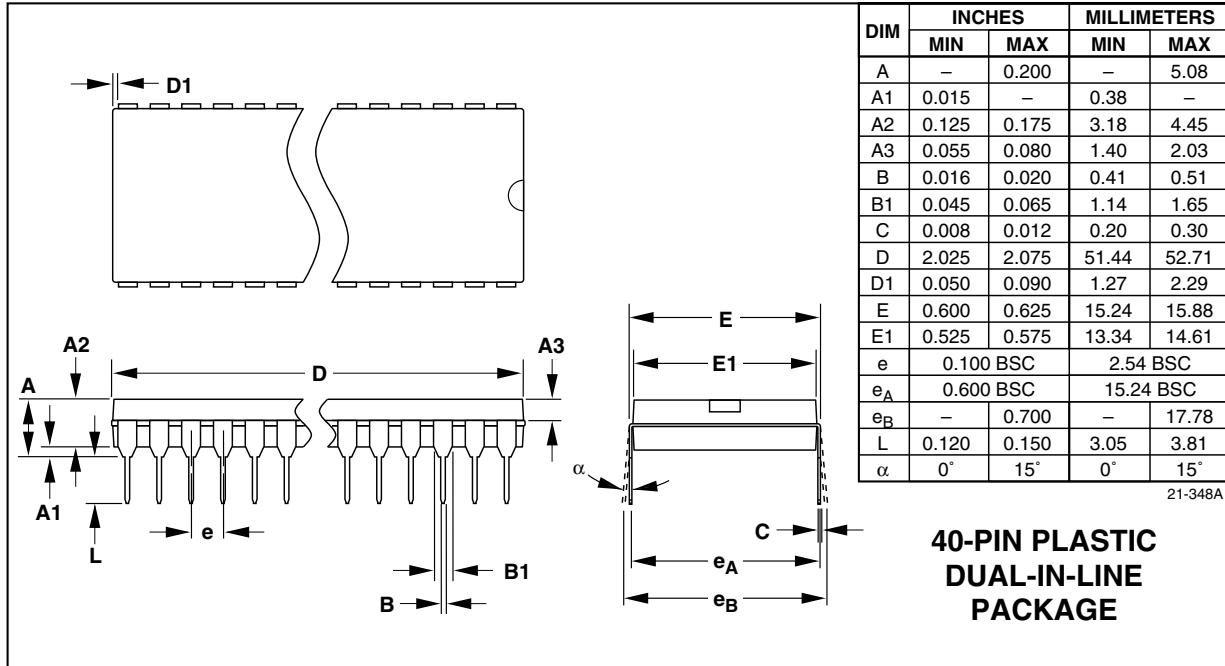 D1
A2
A
D
A3
A1
L
e
B1
B
E
E1
α
C
eA
eB
DIM INCHES MILLIMETERS
MIN MAX MIN MAX
A – 0.200 – 5.08
A1 0.015 – 0.38 –
A2 0.125 0.175 3.18 4.45
A3 0.055 0.080 1.40 2.03
B 0.016 0.020 0.41 0.51
B1 0.045 0.065 1.14 1.65
C 0.008 0.012 0.20 0.30
D 2.025 2.075 51.44 52.71
D1 0.050 0.090 1.27 2.29
E 0.600 0.625 15.24 15.88
E1 0.525 0.575 13.34 14.61
e 0.100 BSC 2.54 BSC
eA 0.600 BSC 15.24 BSC
eB – 0.700 – 17.78
L 0.120 0.150 3.05 3.81
α 0° 15° 0° 15°
21-348A
40-PIN PLASTIC
DUAL-IN-LINE
PACKAGE